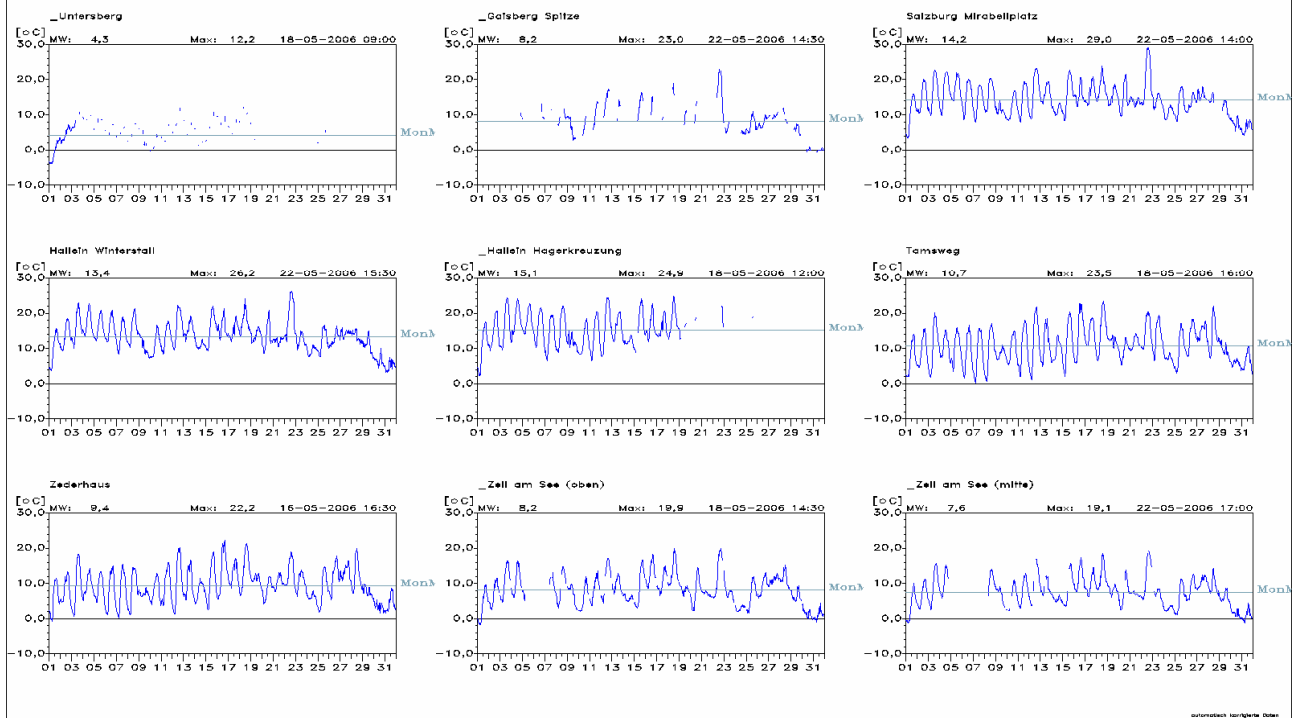 _Untersberg
[°C] MW: 4,3 Max: 12,2 18-05-2006 09:00
30,0
20,0
10,0
0,0
-10,0
MonM
01 03 05 07 09 11 13 15 17 19 21 23 25 27 29 31
_Gaisberg Spitze
[°C] MW: 8,2 Max: 23,0 22-05-2006 14:30
30,0
20,0
10,0
0,0
-10,0
MonM
01 03 05 07 09 11 13 15 17 19 21 23 25 27 29 31
Salzburg Mirabellplatz
[°C] MW: 14,2 Max: 29,0 22-05-2006 14:00
30,0
20,0
10,0
0,0
-10,0
MonM
01 03 05 07 09 11 13 15 17 19 21 23 25 27 29 31
Hallein Winterstall
[°C] MW: 13,4 Max: 26,2 22-05-2006 15:30
30,0
20,0
10,0
0,0
-10,0
MonM
01 03 05 07 09 11 13 15 17 19 21 23 25 27 29 31
_Hallein Hagerkreuzung
[°C] MW: 15,1 Max: 24,9 18-05-2006 12:00
30,0
20,0
10,0
0,0
-10,0
MonM
01 03 05 07 09 11 13 15 17 19 21 23 25 27 29 31
Tamsweg
[°C] MW: 10,7 Max: 23,5 18-05-2006 16:00
30,0
20,0
10,0
0,0
-10,0
MonM
01 03 05 07 09 11 13 15 17 19 21 23 25 27 29 31
Zederhaus
[°C] MW: 9,4 Max: 22,2 16-05-2006 16:30
30,0
20,0
10,0
0,0
-10,0
MonM
01 03 05 07 09 11 13 15 17 19 21 23 25 27 29 31
_Zell am See (oben)
[°C] MW: 8,2 Max: 19,9 18-05-2006 14:30
30,0
20,0
10,0
0,0
-10,0
MonM
01 03 05 07 09 11 13 15 17 19 21 23 25 27 29 31
_Zell am See (mitte)
[°C] MW: 7,6 Max: 19,1 22-05-2006 17:00
30,0
20,0
10,0
0,0
-10,0
MonM
01 03 05 07 09 11 13 15 17 19 21 23 25 27 29 31
automatisch korrigierte Daten